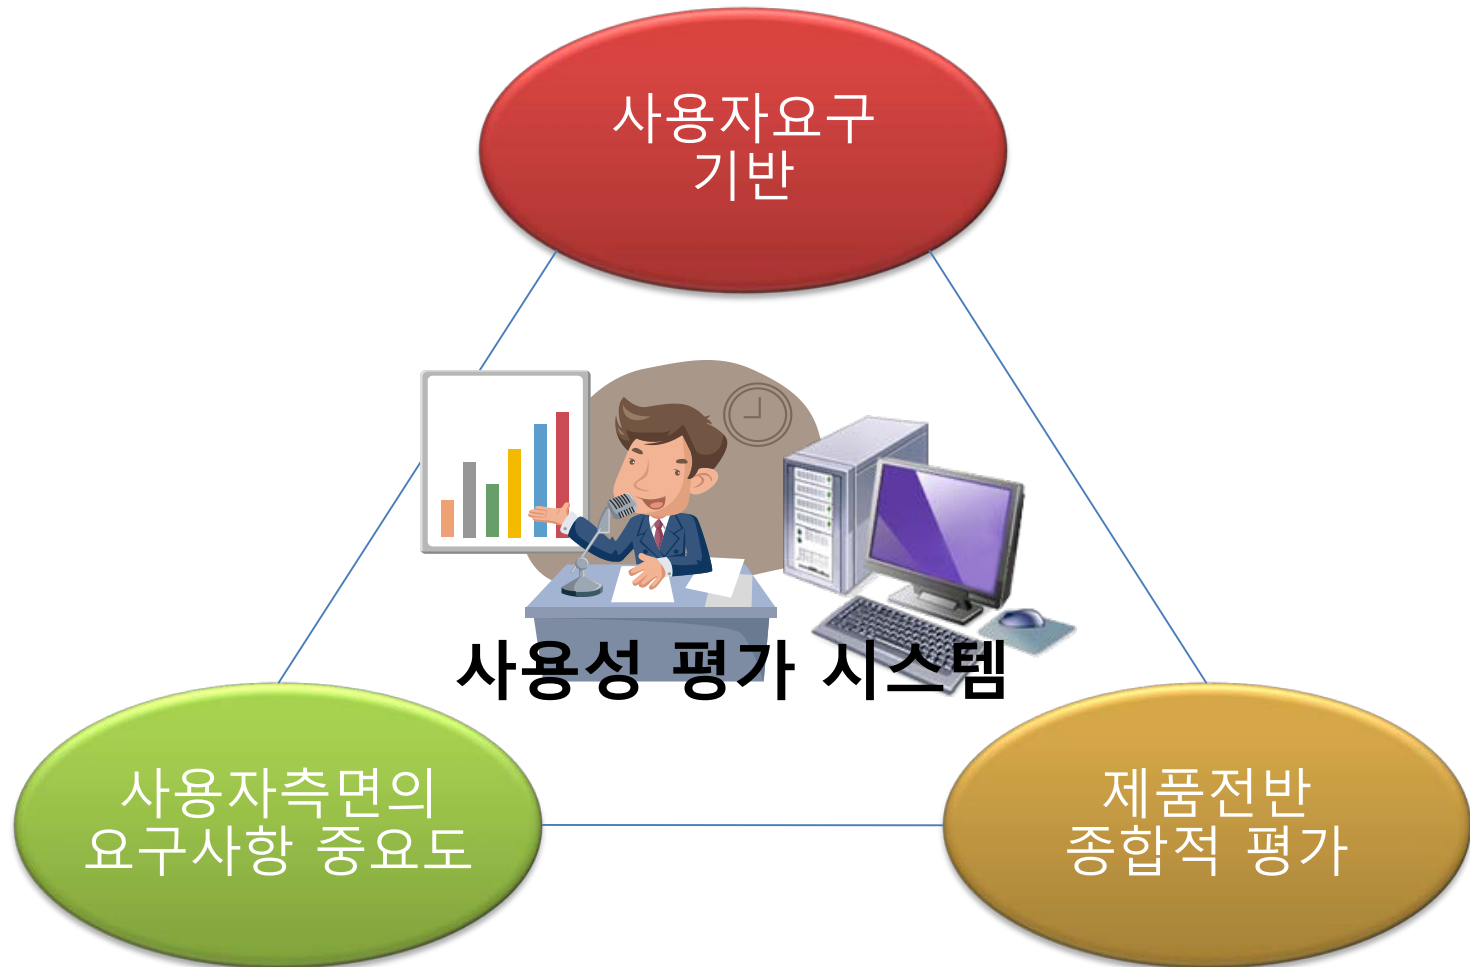 사용자요구
기반
사용성 평가 시스템
사용자측면의
요구사항 중요도
제품전반
종합적 평가